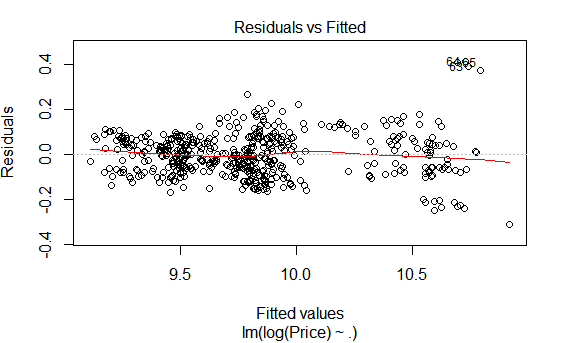 Residuals vs Fitted
Residuals
0.4
0.2
0.0
-0.2
-0.4
9.5 10.0 10.5
Fitted values
lm(log(Price) ~ .)